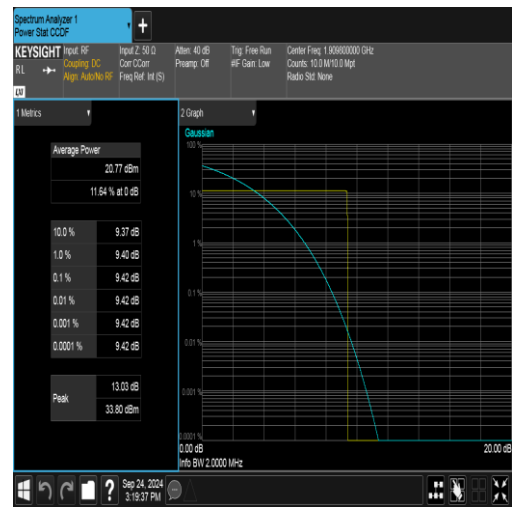 Spectrum Analyzer 1
Power Stat CCDF
+
KEYSIGHT
RL
LXI
Input: RF
Coupling: DC
Align: Auto/No RF
Input Z: 50 Ω
Corr CCorr
Freq Ref: Int (S)
Atten: 40 dB
Preamp: Off
Trig: Free Run
#IF Gain: Low
Center Freq: 1.909800000 GHz
Counts: 10.0 M/10.0 Mpt
Radio Std: None
1 Metrics
Average Power
20.77 dBm
11.64 % at 0 dB
10.0 % 9.37 dB
1.0 % 9.40 dB
0.1 % 9.42 dB
0.01 % 9.42 dB
0.001 % 9.42 dB
0.0001 % 9.42 dB
Peak
13.03 dB
33.80 dBm
2 Graph
Gaussian
100 %
10 %
1 %
0.1 %
0.01 %
0.001 %
0.0001 %
0.00 dB 20.00 dB
Info BW 2.0000 MHz
?
Sep 24, 2024
3:19:37 PM